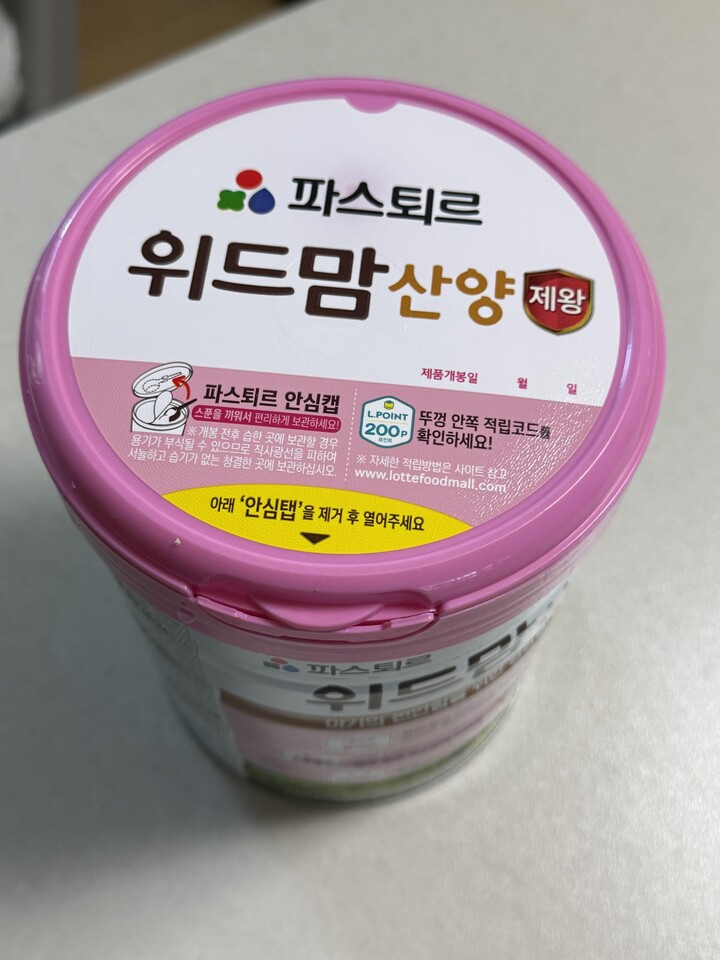 파스퇴르
위드맘 산양 제왕
제품개봉일 월 일
파스퇴르 안심캡
스푼을 끼워서 편리하게 보관하세요!
※ 개봉 전후 습한 곳에 보관할 경우
용기가 부식될 수 있으므로 직사광선을 피하여
서늘하고 습기가 없는 청결한 곳에 보관하십시오.
L.POINT
200P
포인트
뚜껑 안쪽 적립코드를
확인하세요!
※ 자세한 적립방법은 사이트 참고
www.lottefoodmall.com
아래 '안심탭'을 제거 후 열어주세요
파스퇴르
위드맘